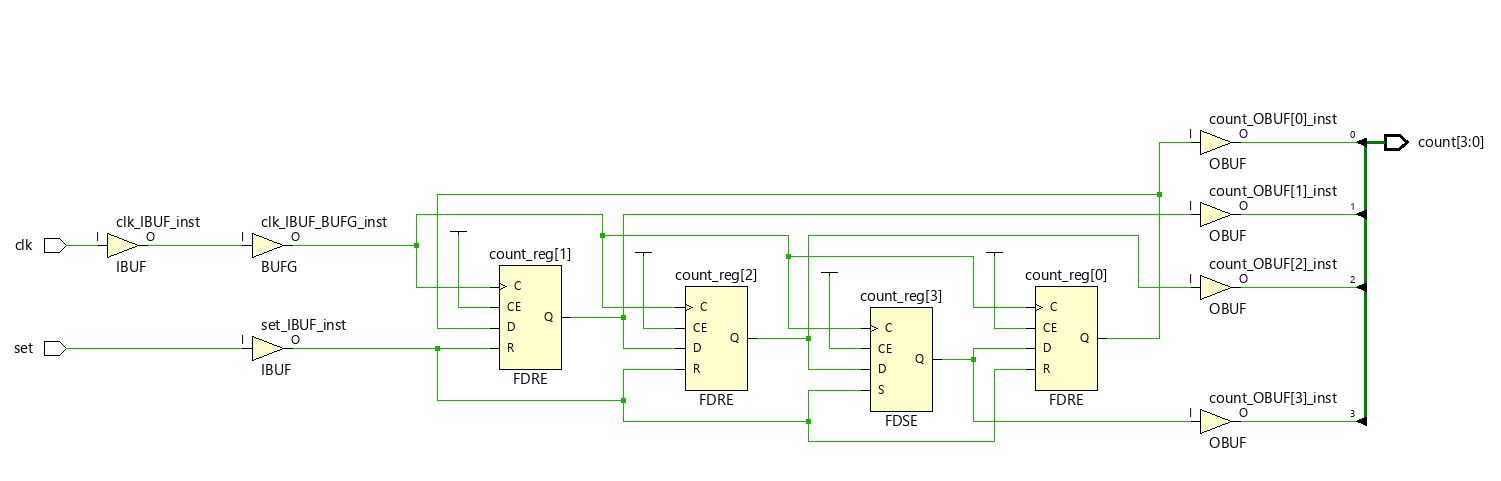 count_OBUF[0]_inst
I
O
0
count[3:0]
OBUF
count_OBUF[1]_inst
I
O
1
OBUF
clk_IBUF_inst
clk_IBUF_BUFG_inst
clk
I
O
I
O
IBUF
BUFG
count_OBUF[2]_inst
I
O
2
OBUF
count_reg[1]
C
CE
D
R
Q
FDRE
count_reg[2]
C
CE
D
R
Q
FDRE
count_reg[3]
C
CE
D
S
Q
FDSE
count_reg[0]
C
CE
D
R
Q
FDRE
set_IBUF_inst
set
I
O
IBUF
count_OBUF[3]_inst
I
O
3
OBUF